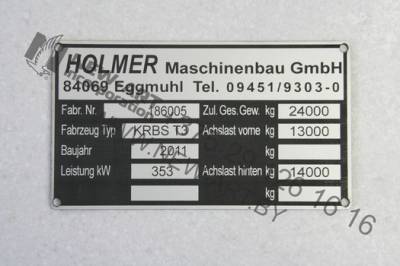 HOLMER Maschinenbau GmbH
84069 Eggmuhl Tel. 09451/9303-0
Fabr. Nr. 186005 Zul. Ges. Gew. kg 24000
Fahrzeug Typ KRBS T3 Achslast vorne kg 13000
Baujahr 2011 kg
Leistung kW 353 Achslast hinten kg 14000
kg